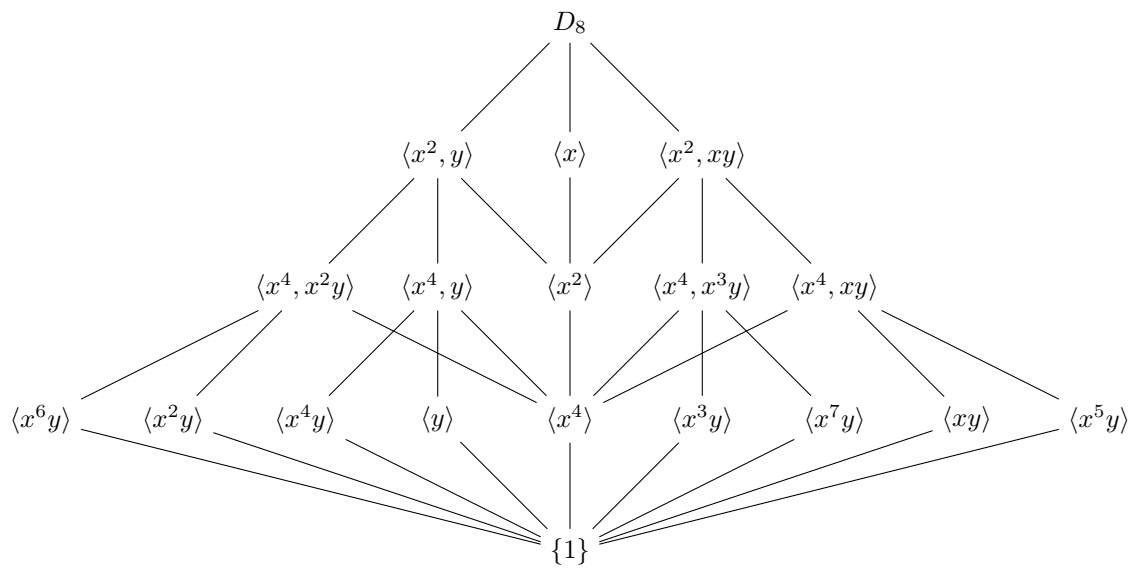 D₈
⟨x², y⟩ ⟨x⟩ ⟨x², xy⟩
⟨x⁴, x²y⟩ ⟨x⁴, y⟩ ⟨x²⟩ ⟨x⁴, x³y⟩ ⟨x⁴, xy⟩
⟨x⁶y⟩ ⟨x²y⟩ ⟨x⁴y⟩ ⟨y⟩ ⟨x⁴⟩ ⟨x³y⟩ ⟨x⁷y⟩ ⟨xy⟩ ⟨x⁵y⟩
{1}